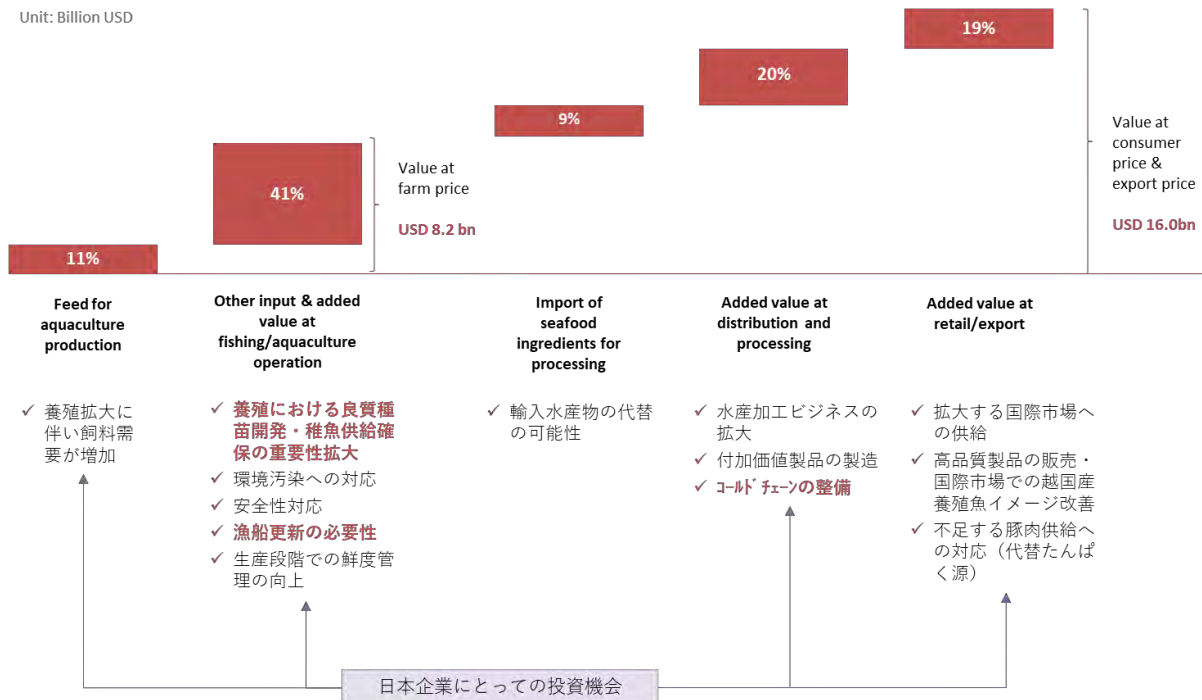 Unit: Billion USD
19%
20%
9%
41%
11%
Value at
farm price
USD 8.2 bn
Value at
consumer
price &
export price
USD 16.0bn
Feed for
aquaculture
production
Other input & added
value at
fishing/aquaculture
operation
Import of
seafood
ingredients for
processing
Added value at
distribution and
processing
Added value at
retail/export
✓ 養殖拡大に
伴い飼料需
要が増加
✓ 養殖における良質種
苗開発・稚魚供給確
保の重要性拡大
✓ 環境汚染への対応
✓ 安全性対応
✓ 漁船更新の必要性
✓ 生産段階での鮮度管
理の向上
✓ 輸入水産物の代替
の可能性
✓ 水産加工ビジネスの
拡大
✓ 付加価値製品の製造
✓ ｺｰﾙﾄﾞﾁｪｰﾝの整備
✓ 拡大する国際市場へ
の供給
✓ 高品質製品の販売・
国際市場での越国産
養殖魚イメージ改善
✓ 不足する豚肉供給へ
の対応（代替たんぱ
く源）
日本企業にとっての投資機会